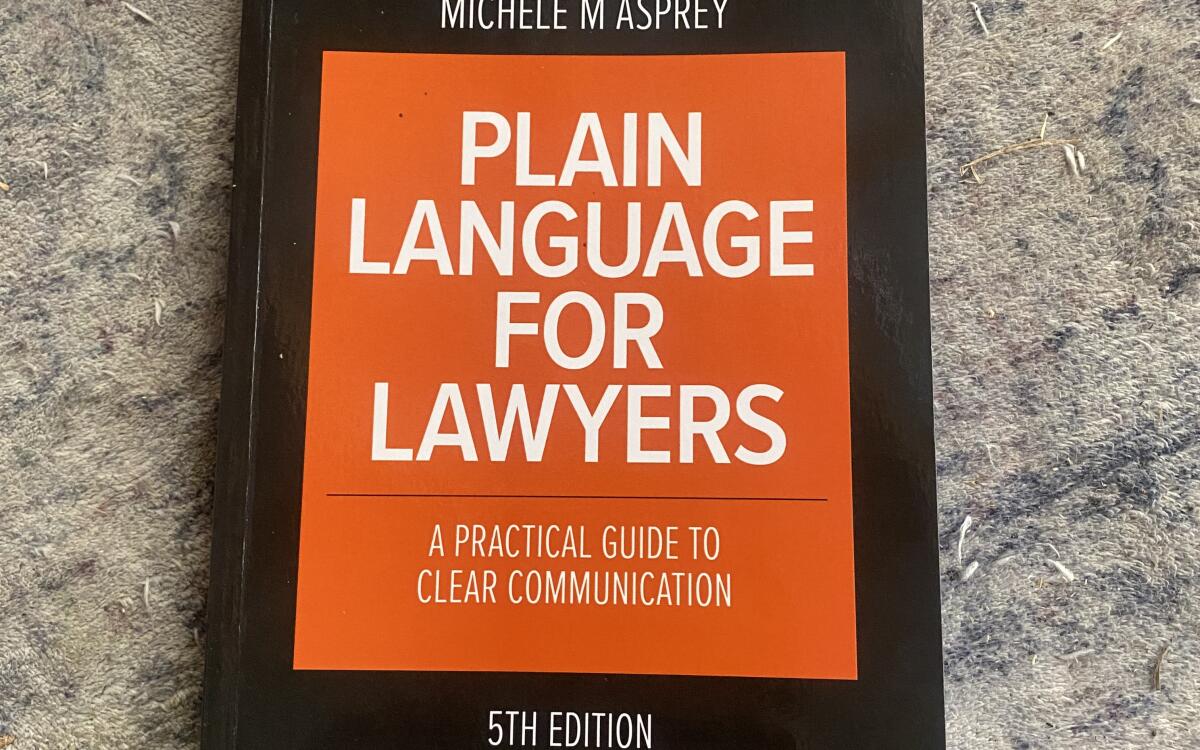 MICHELE M ASPREY
PLAIN
LANGUAGE
FOR
LAWYERS
A PRACTICAL GUIDE TO
CLEAR COMMUNICATION
5TH EDITION